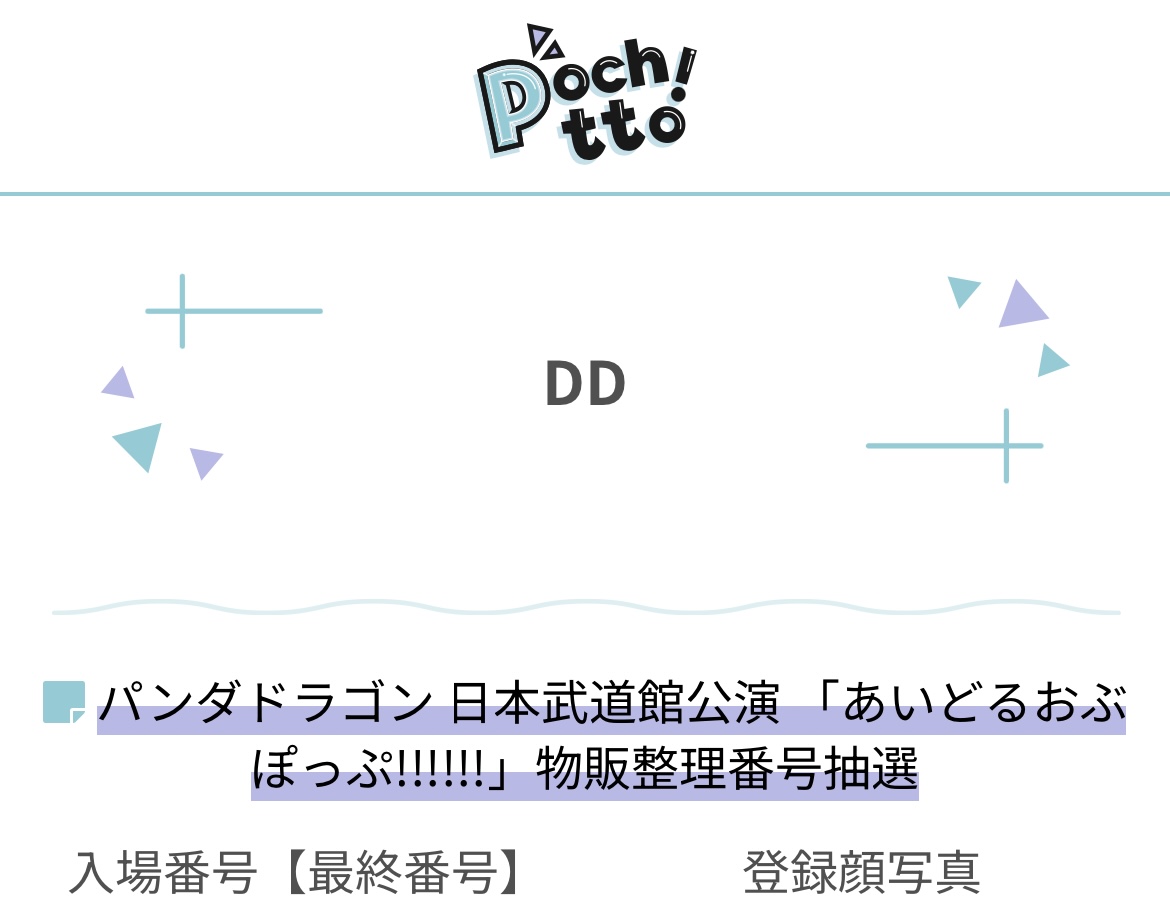 Pochi
tto
DD
パンダドラゴン 日本武道館公演 「あいどるおぶ
ぽっぷ!!!!!!」物販整理番号抽選
入場番号【最終番号】 登録顔写真